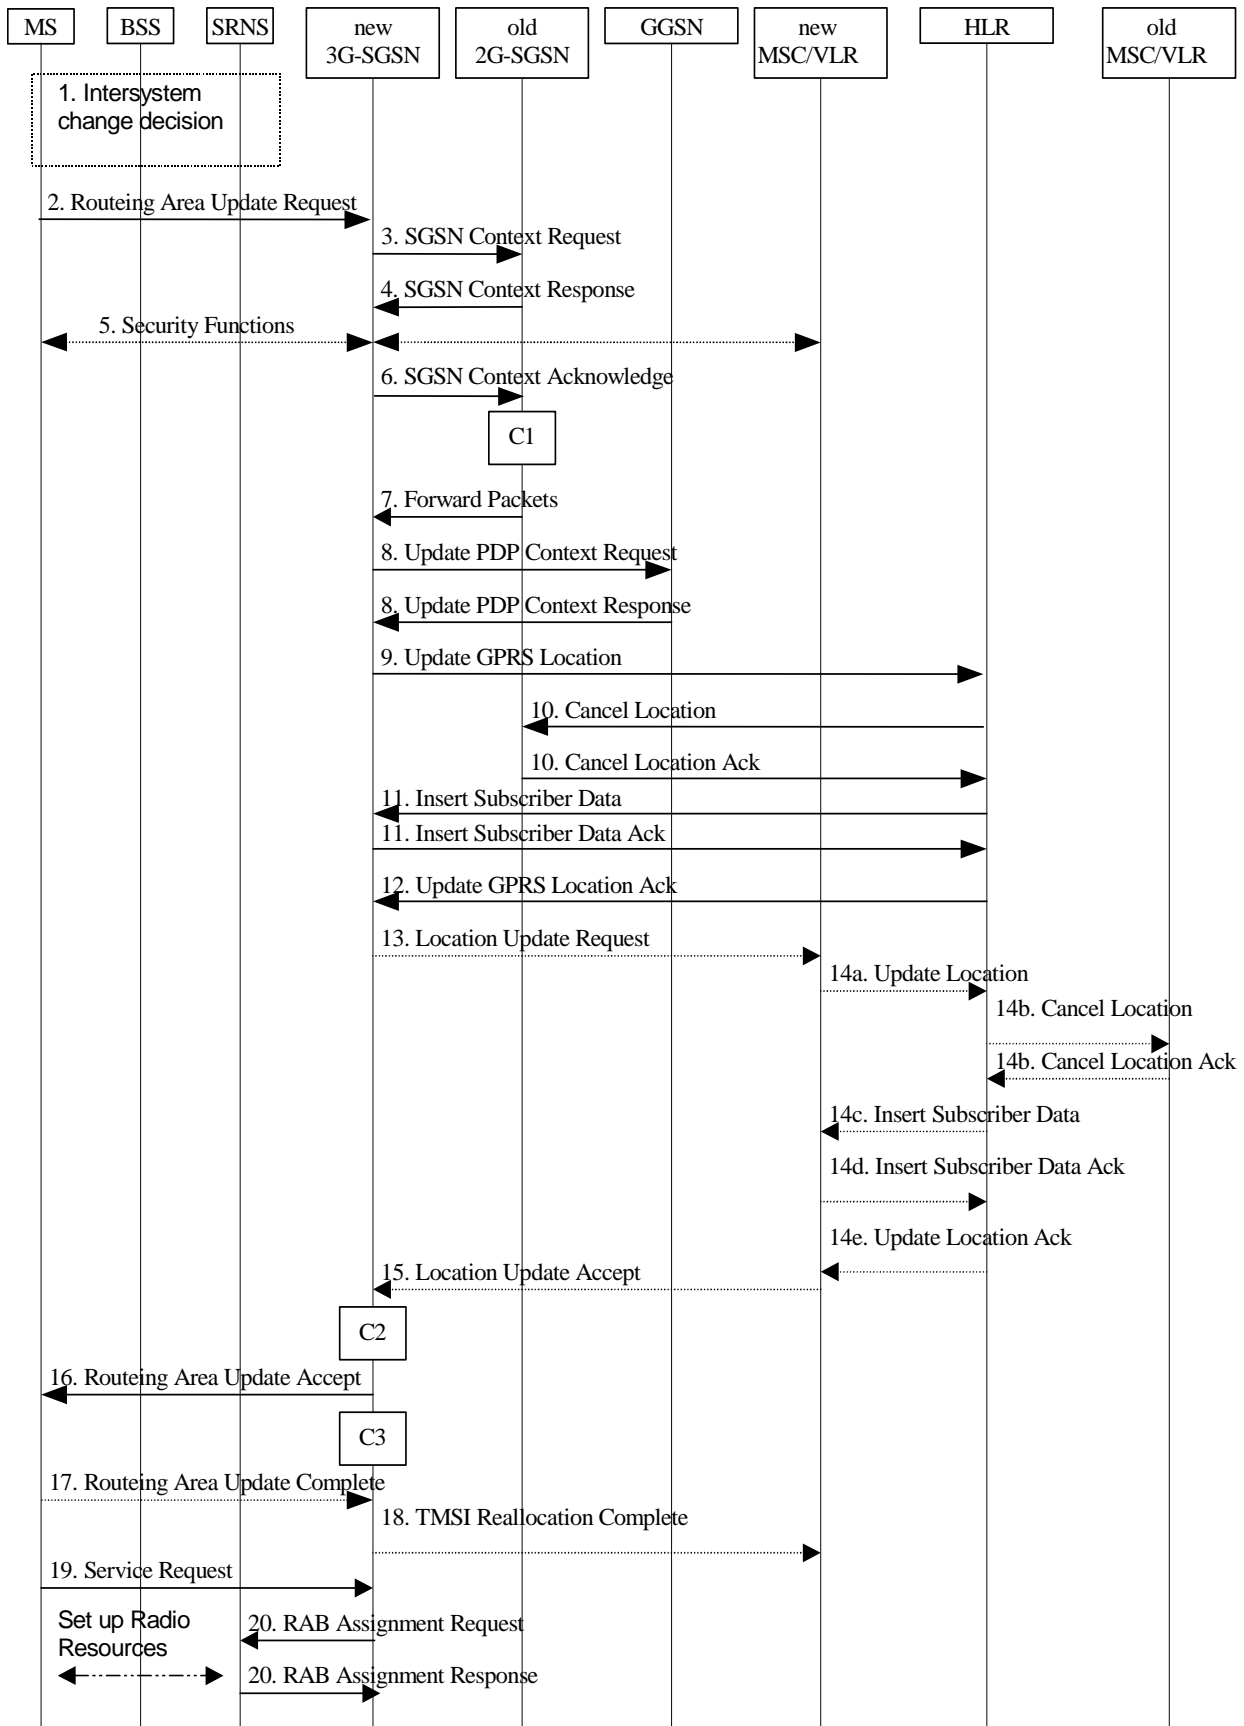 MS
BSS
SRNS
new
3G-SGSN
old
2G-SGSN
GGSN
new
MSC/VLR
HLR
old
MSC/VLR
1. Intersystem
change decision
2. Routeing Area Update Request
3. SGSN Context Request
4. SGSN Context Response
5. Security Functions
6. SGSN Context Acknowledge
C1
7. Forward Packets
8. Update PDP Context Request
8. Update PDP Context Response
9. Update GPRS Location
10. Cancel Location
10. Cancel Location Ack
11. Insert Subscriber Data
11. Insert Subscriber Data Ack
12. Update GPRS Location Ack
13. Location Update Request
14a. Update Location
14b. Cancel Location
14b. Cancel Location Ack
14c. Insert Subscriber Data
14d. Insert Subscriber Data Ack
14e. Update Location Ack
15. Location Update Accept
C2
16. Routeing Area Update Accept
C3
17. Routeing Area Update Complete
18. TMSI Reallocation Complete
19. Service Request
Set up Radio
Resources
20. RAB Assignment Request
20. RAB Assignment Response